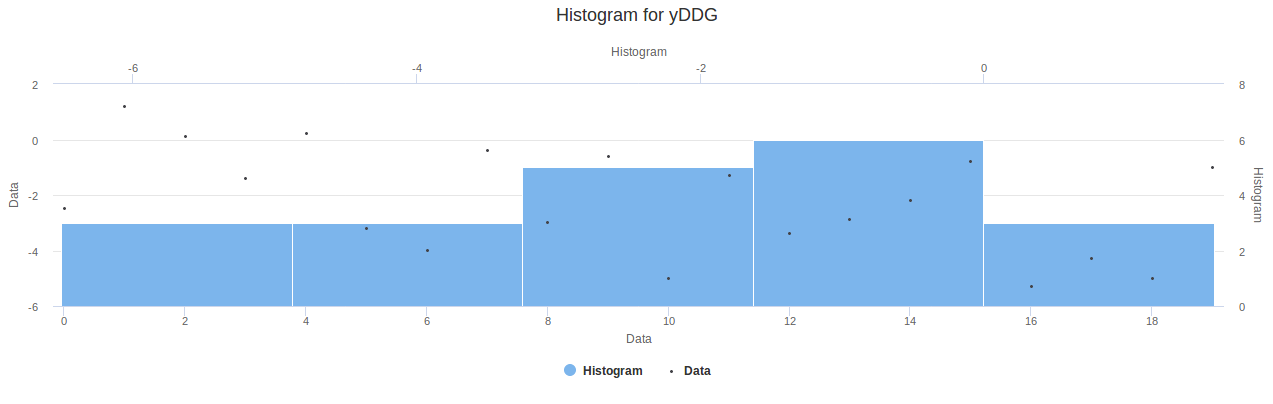 Histogram for yDDG
Histogram
-6 -4 -2 0
2 8
0 6
-2 4
-4 2
-6 0
Data
Histogram
0 2 4 6 8 10 12 14 16 18
Data
Histogram Data